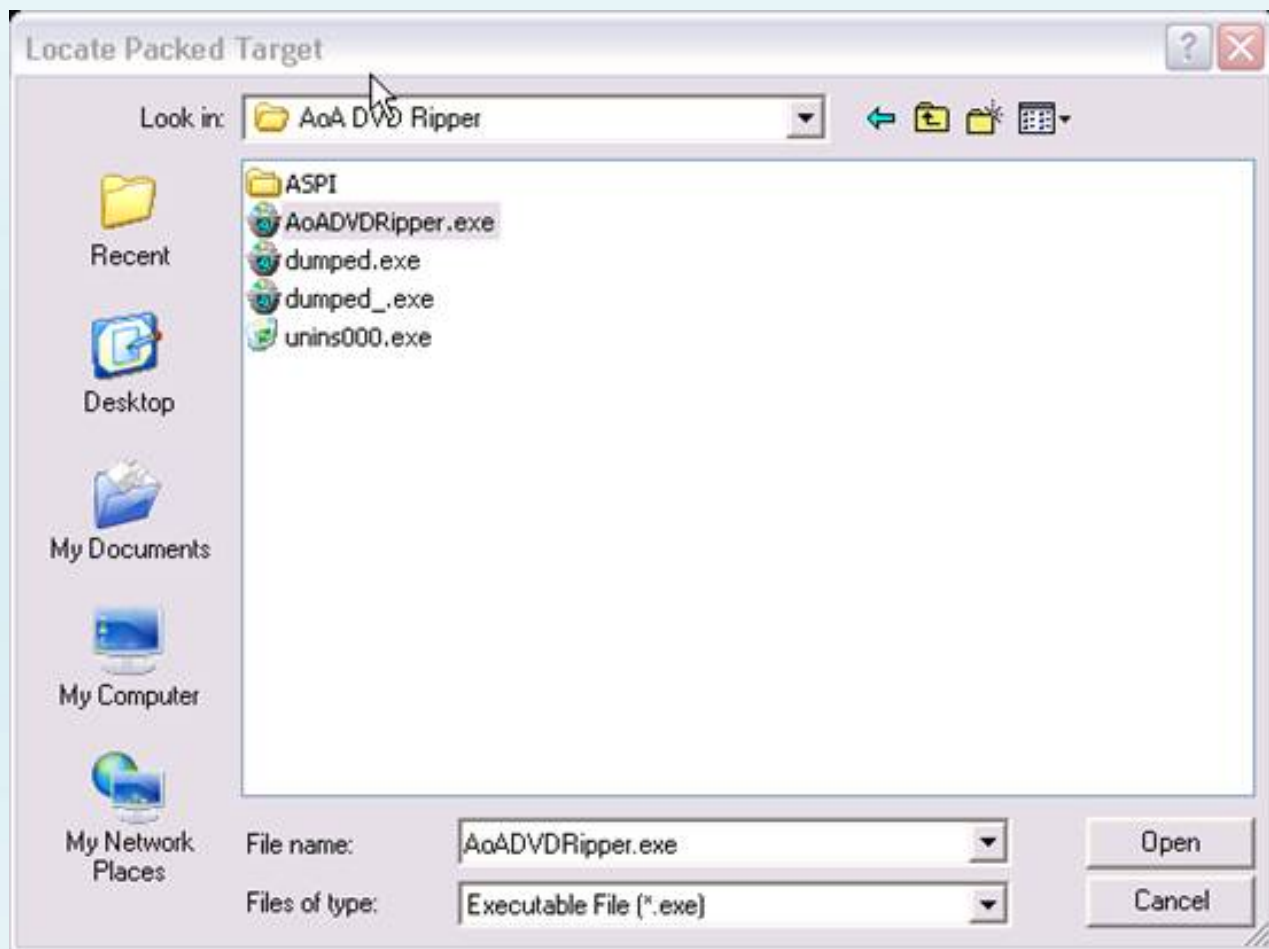 Locate Packed Target
Look in: AoA DVD Ripper
ASPI
AoADVDRipper.exe
dumped.exe
dumped_.exe
unins000.exe
Recent
Desktop
My Documents
My Computer
My Network
Places
File name: AoADVDRipper.exe Open
Files of type: Executable File (*.exe) Cancel